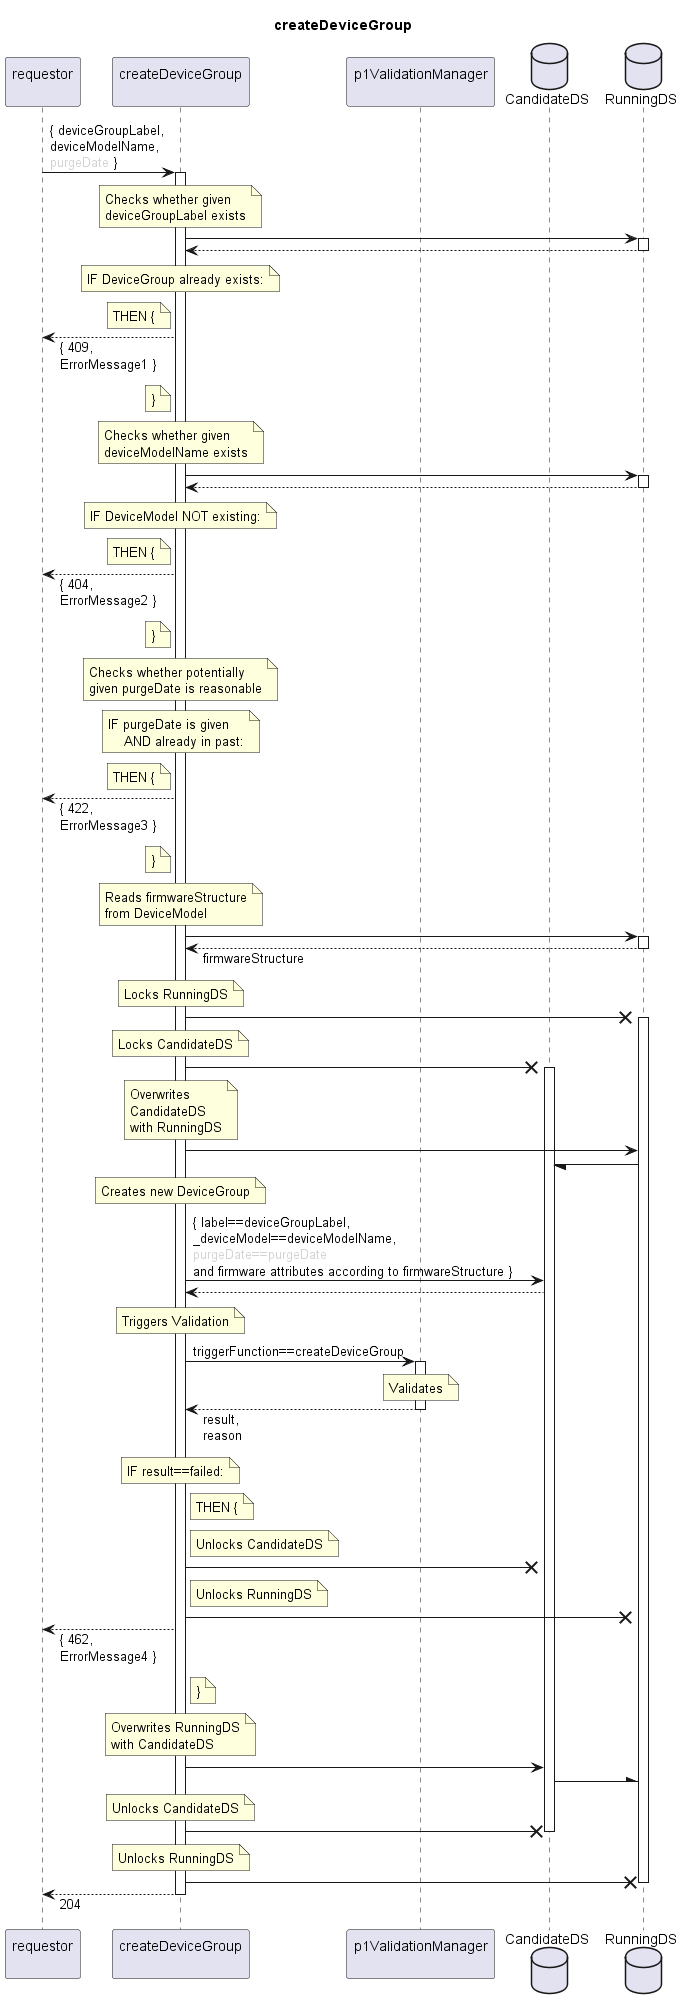 createDeviceGroup
requestor
createDeviceGroup
p1ValidationManager
CandidateDS
RunningDS
{ deviceGroupLabel,
deviceModelName,
purgeDate }
Checks whether given
deviceGroupLabel exists
IF DeviceGroup already exists:
THEN {
{ 409,
ErrorMessage1 }
}
Checks whether given
deviceModelName exists
IF DeviceModel NOT existing:
THEN {
{ 404,
ErrorMessage2 }
}
Checks whether potentially
given purgeDate is reasonable
IF purgeDate is given
AND already in past:
THEN {
{ 422,
ErrorMessage3 }
}
Reads firmwareStructure
from DeviceModel
firmwareStructure
Locks RunningDS
Locks CandidateDS
Overwrites
CandidateDS
with RunningDS
Creates new DeviceGroup
{ label==deviceGroupLabel,
_deviceModel==deviceModelName,
purgeDate==purgeDate
and firmware attributes according to firmwareStructure }
Triggers Validation
triggerFunction==createDeviceGroup
Validates
result,
reason
IF result==failed:
THEN {
Unlocks CandidateDS
Unlocks RunningDS
{ 462,
ErrorMessage4 }
}
Overwrites RunningDS
with CandidateDS
Unlocks CandidateDS
Unlocks RunningDS
204
requestor
createDeviceGroup
p1ValidationManager
CandidateDS
RunningDS